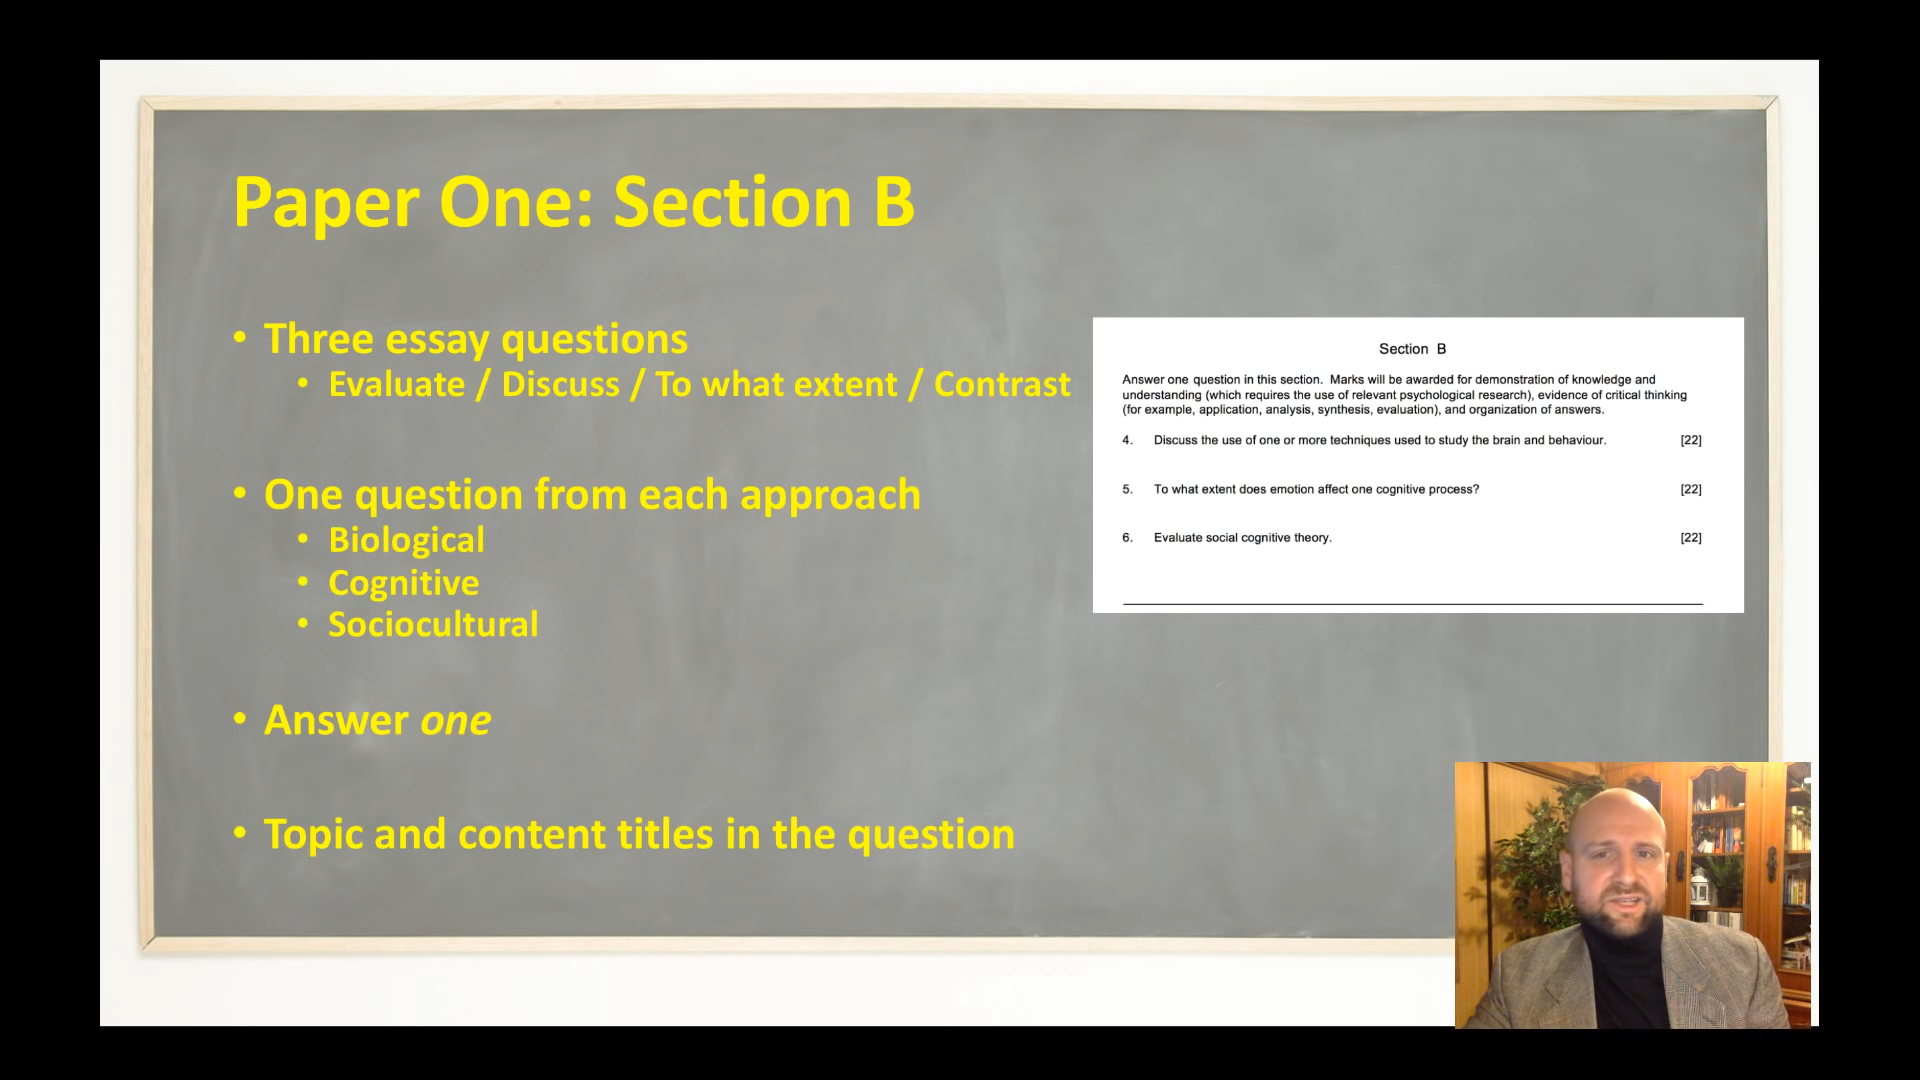 Paper One: Section B
• Three essay questions
• Evaluate / Discuss / To what extent / Contrast
• One question from each approach
• Biological
• Cognitive
• Sociocultural
• Answer one
• Topic and content titles in the question
Section B
Answer one question in this section. Marks will be awarded for demonstration of knowledge and
understanding (which requires the use of relevant psychological research), evidence of critical thinking
(for example, application, analysis, synthesis, evaluation), and organization of answers.
4. Discuss the use of one or more techniques used to study the brain and behaviour. [22]
5. To what extent does emotion affect one cognitive process? [22]
6. Evaluate social cognitive theory. [22]